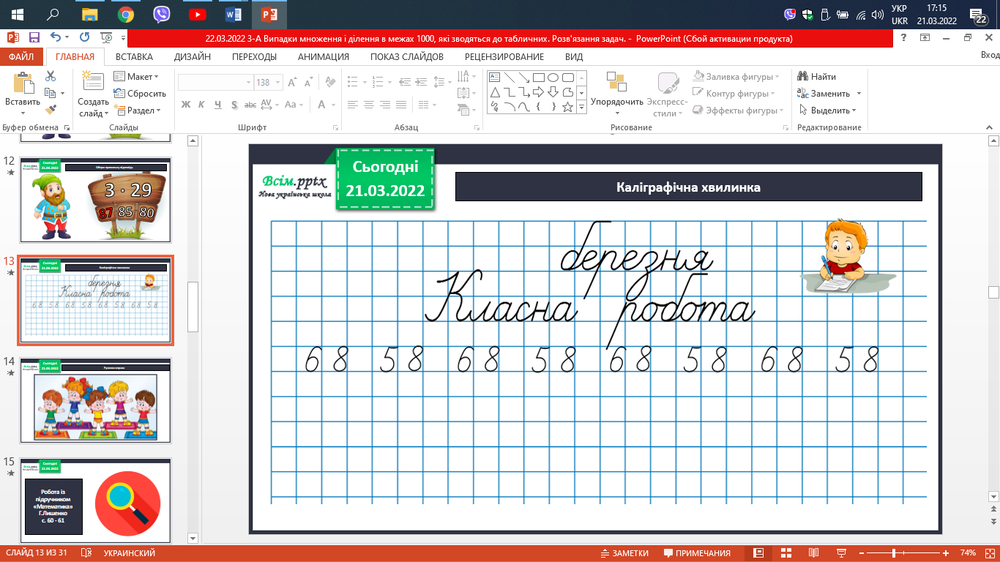 УКР 17:15
UKR 21.03.2022 22
22.03.2022 3-А Випадки множення і ділення в межах 1000, які зводяться до табличних. Розв'язання задач. - PowerPoint (Сбой активации продукта)
ФАЙЛ ГЛАВНАЯ ВСТАВКА ДИЗАЙН ПЕРЕХОДЫ АНИМАЦИЯ ПОКАЗ СЛАЙДОВ РЕЦЕНЗИРОВАНИЕ ВИД Вход
Вставить
Создать слайд
Макет
Сбросить
Раздел
138
Ж К Ч S abc AV Aa А
Упорядочить
Экспресс-стили
Заливка фигуры
Контур фигуры
Эффекты фигуры
Найти
Заменить
Выделить
Буфер обмена Слайды Шрифт Абзац Рисование Редактирование
12
Сьогодні
21.03.2022
Обери правильну відповідь.
3 · 29
87 85 80
13
Сьогодні
21.03.2022
Каліграфічна хвилинка
березня
Класна робота
68 58 68 58 68 58 68 58
14
Сьогодні
21.03.2022
Рухлива вправа
15
Всім.pptx
Сьогодні
21.03.2022
Робота із
підручником
«Математика»
Г.Лишенко
с. 60 - 61
Всім.pptx
Нова українська школа
Сьогодні
21.03.2022
Каліграфічна хвилинка
березня
Класна робота
68 58 68 58 68 58 68 58
СЛАЙД 13 ИЗ 31 УКРАИНСКИЙ ЗАМЕТКИ ПРИМЕЧАНИЯ 74%